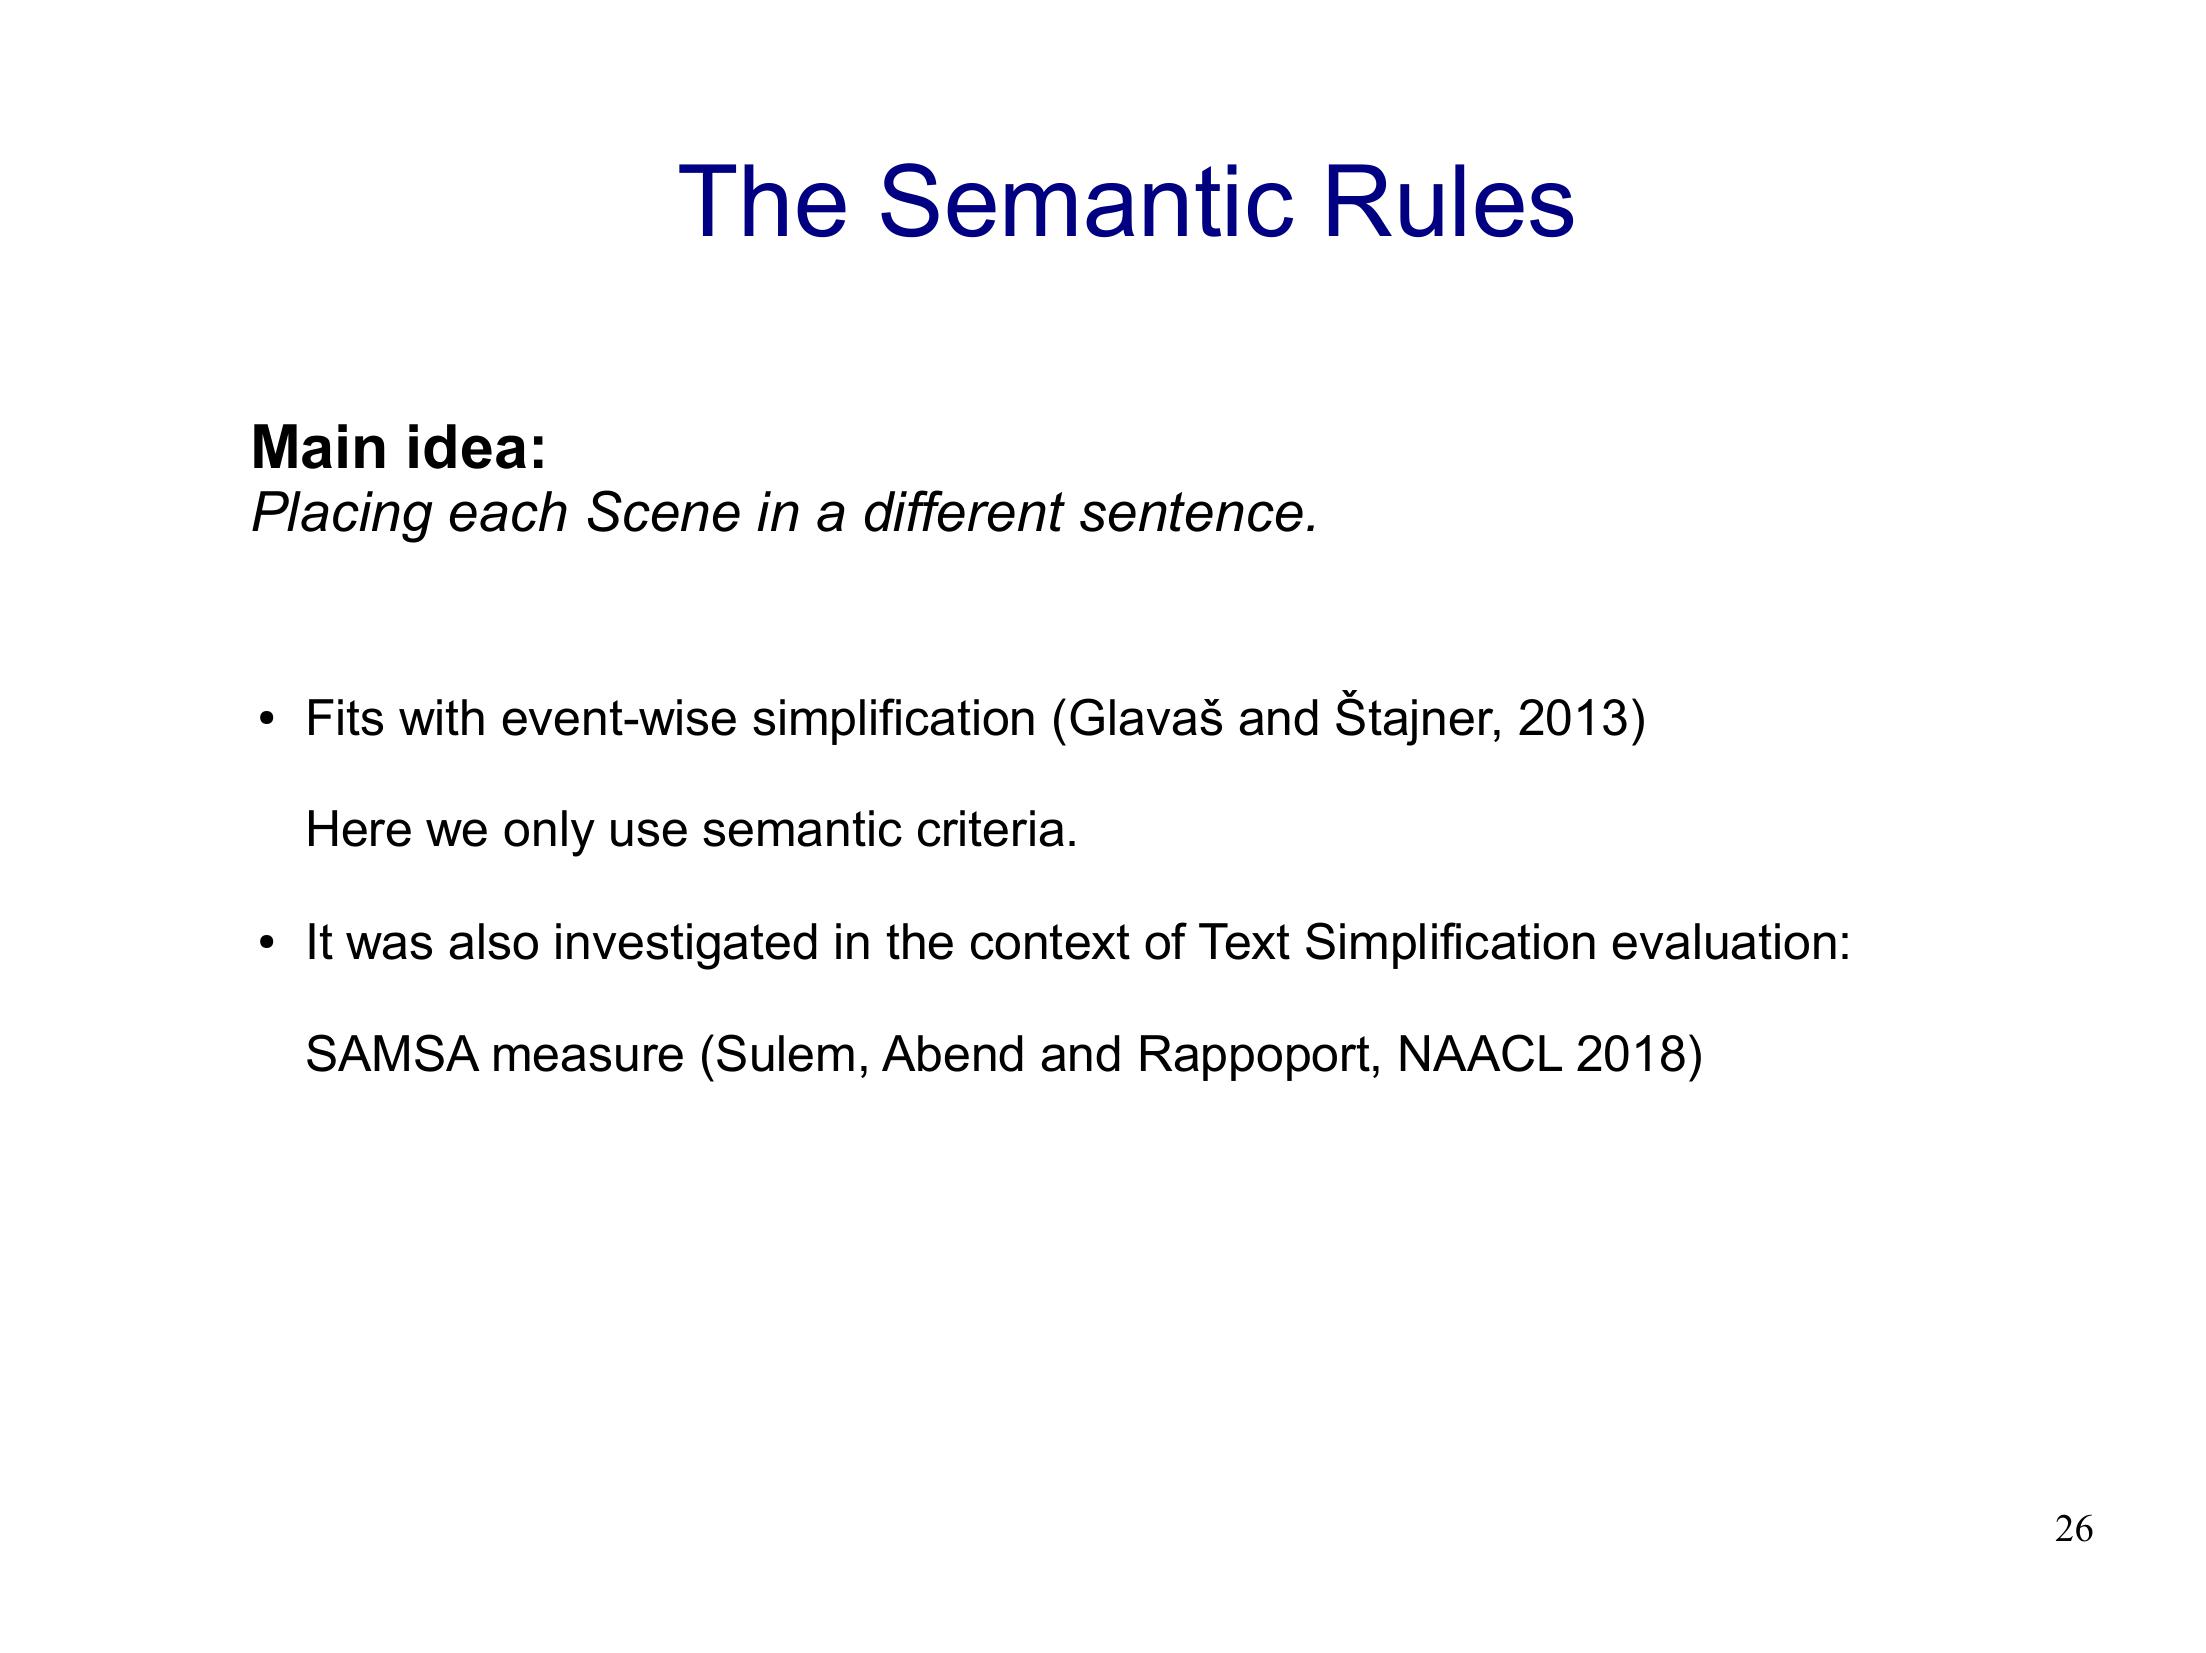 The Semantic Rules
Main idea:
Placing each Scene in a different sentence.
• Fits with event-wise simplification (Glavaš and Štajner, 2013)
Here we only use semantic criteria.
• It was also investigated in the context of Text Simplification evaluation:
SAMSA measure (Sulem, Abend and Rappoport, NAACL 2018)
26